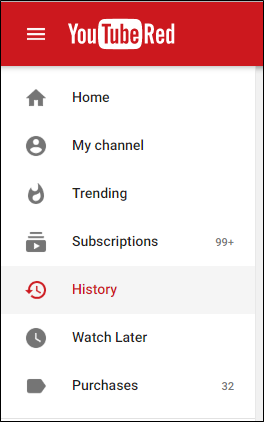 YouTube Red
Home
My channel
Trending
Subscriptions 99+
History
Watch Later
Purchases 32